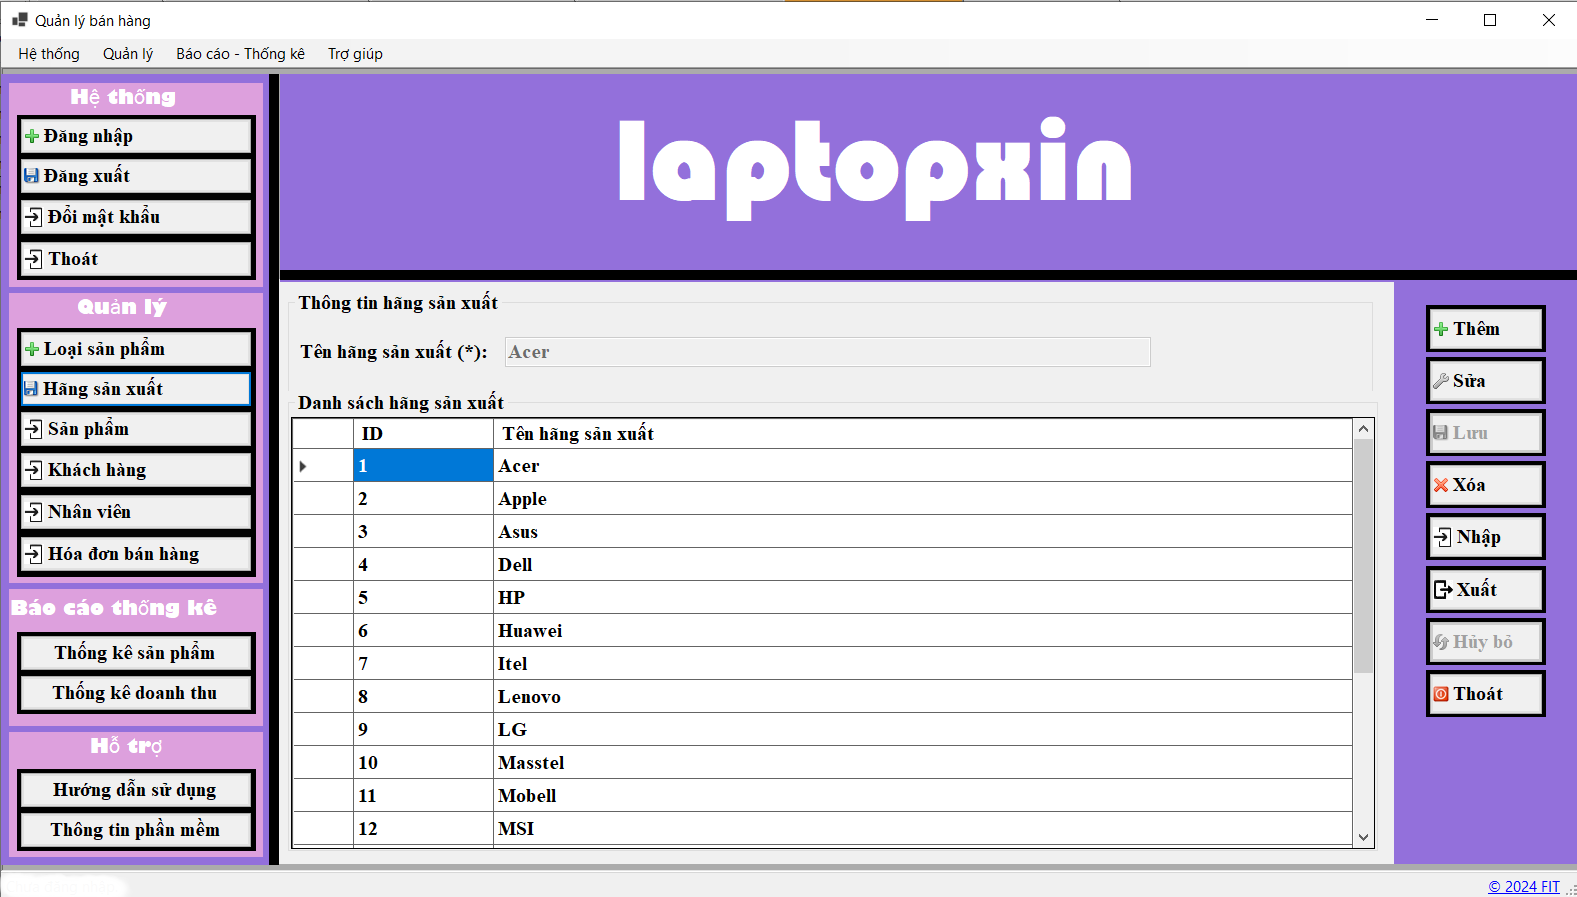 Quản lý bán hàng
Hệ thống Quản lý Báo cáo - Thống kê Trợ giúp
Hệ thống
Đăng nhập
Đăng xuất
Đổi mật khẩu
Thoát
Quản lý
Loại sản phẩm
Hãng sản xuất
Sản phẩm
Khách hàng
Nhân viên
Hóa đơn bán hàng
Báo cáo thống kê
Thống kê sản phẩm
Thống kê doanh thu
Hỗ trợ
Hướng dẫn sử dụng
Thông tin phần mềm
laptopxin
Thông tin hãng sản xuất
Tên hãng sản xuất (*): Acer
Danh sách hãng sản xuất
ID Tên hãng sản xuất
1 Acer
2 Apple
3 Asus
4 Dell
5 HP
6 Huawei
7 Itel
8 Lenovo
9 LG
10 Masstel
11 Mobell
12 MSI
Thêm
Sửa
Lưu
Xóa
Nhập
Xuất
Hủy bỏ
Thoát
© 2024 FIT